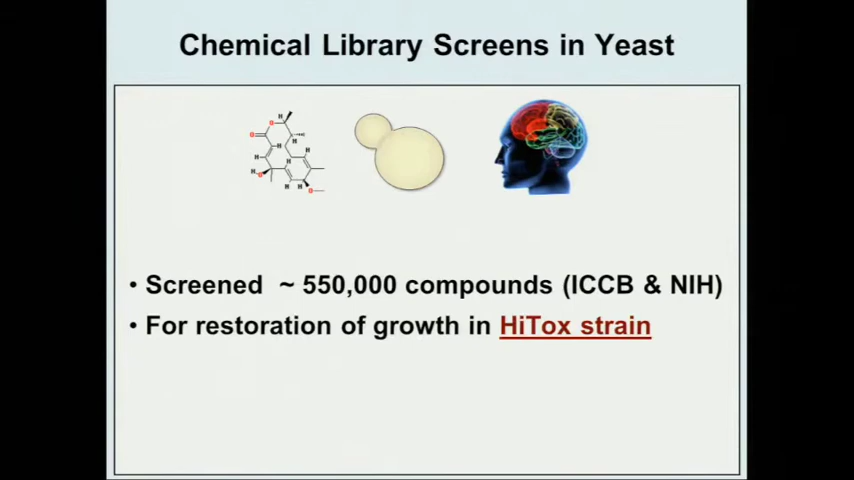 Chemical Library Screens in Yeast
• Screened ~ 550,000 compounds (ICCB & NIH)
• For restoration of growth in HiTox strain